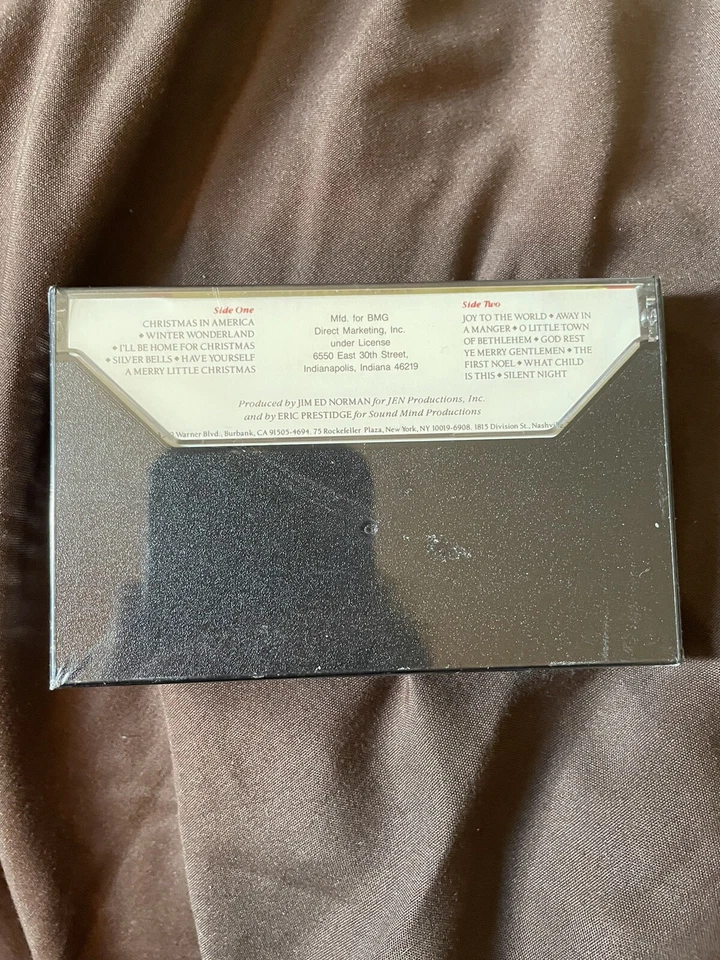 Side One
CHRISTMAS IN AMERICA
◆ WINTER WONDERLAND
◆ I'LL BE HOME FOR CHRISTMAS
◆ SILVER BELLS ◆ HAVE YOURSELF
A MERRY LITTLE CHRISTMAS
Mfd. for BMG
Direct Marketing, Inc.
under License
6550 East 30th Street,
Indianapolis, Indiana 46219
Side Two
JOY TO THE WORLD ◆ AWAY IN
A MANGER ◆ O LITTLE TOWN
OF BETHLEHEM ◆ GOD REST
YE MERRY GENTLEMEN ◆ THE
FIRST NOEL ◆ WHAT CHILD
IS THIS ◆ SILENT NIGHT
Produced by JIM ED NORMAN for JEN Productions, Inc.
and by ERIC PRESTIDGE for Sound Mind Productions
Warner Blvd., Burbank, CA 91505-4694. 75 Rockefeller Plaza, New York, NY 10019-6908. 1815 Division St., Nashville